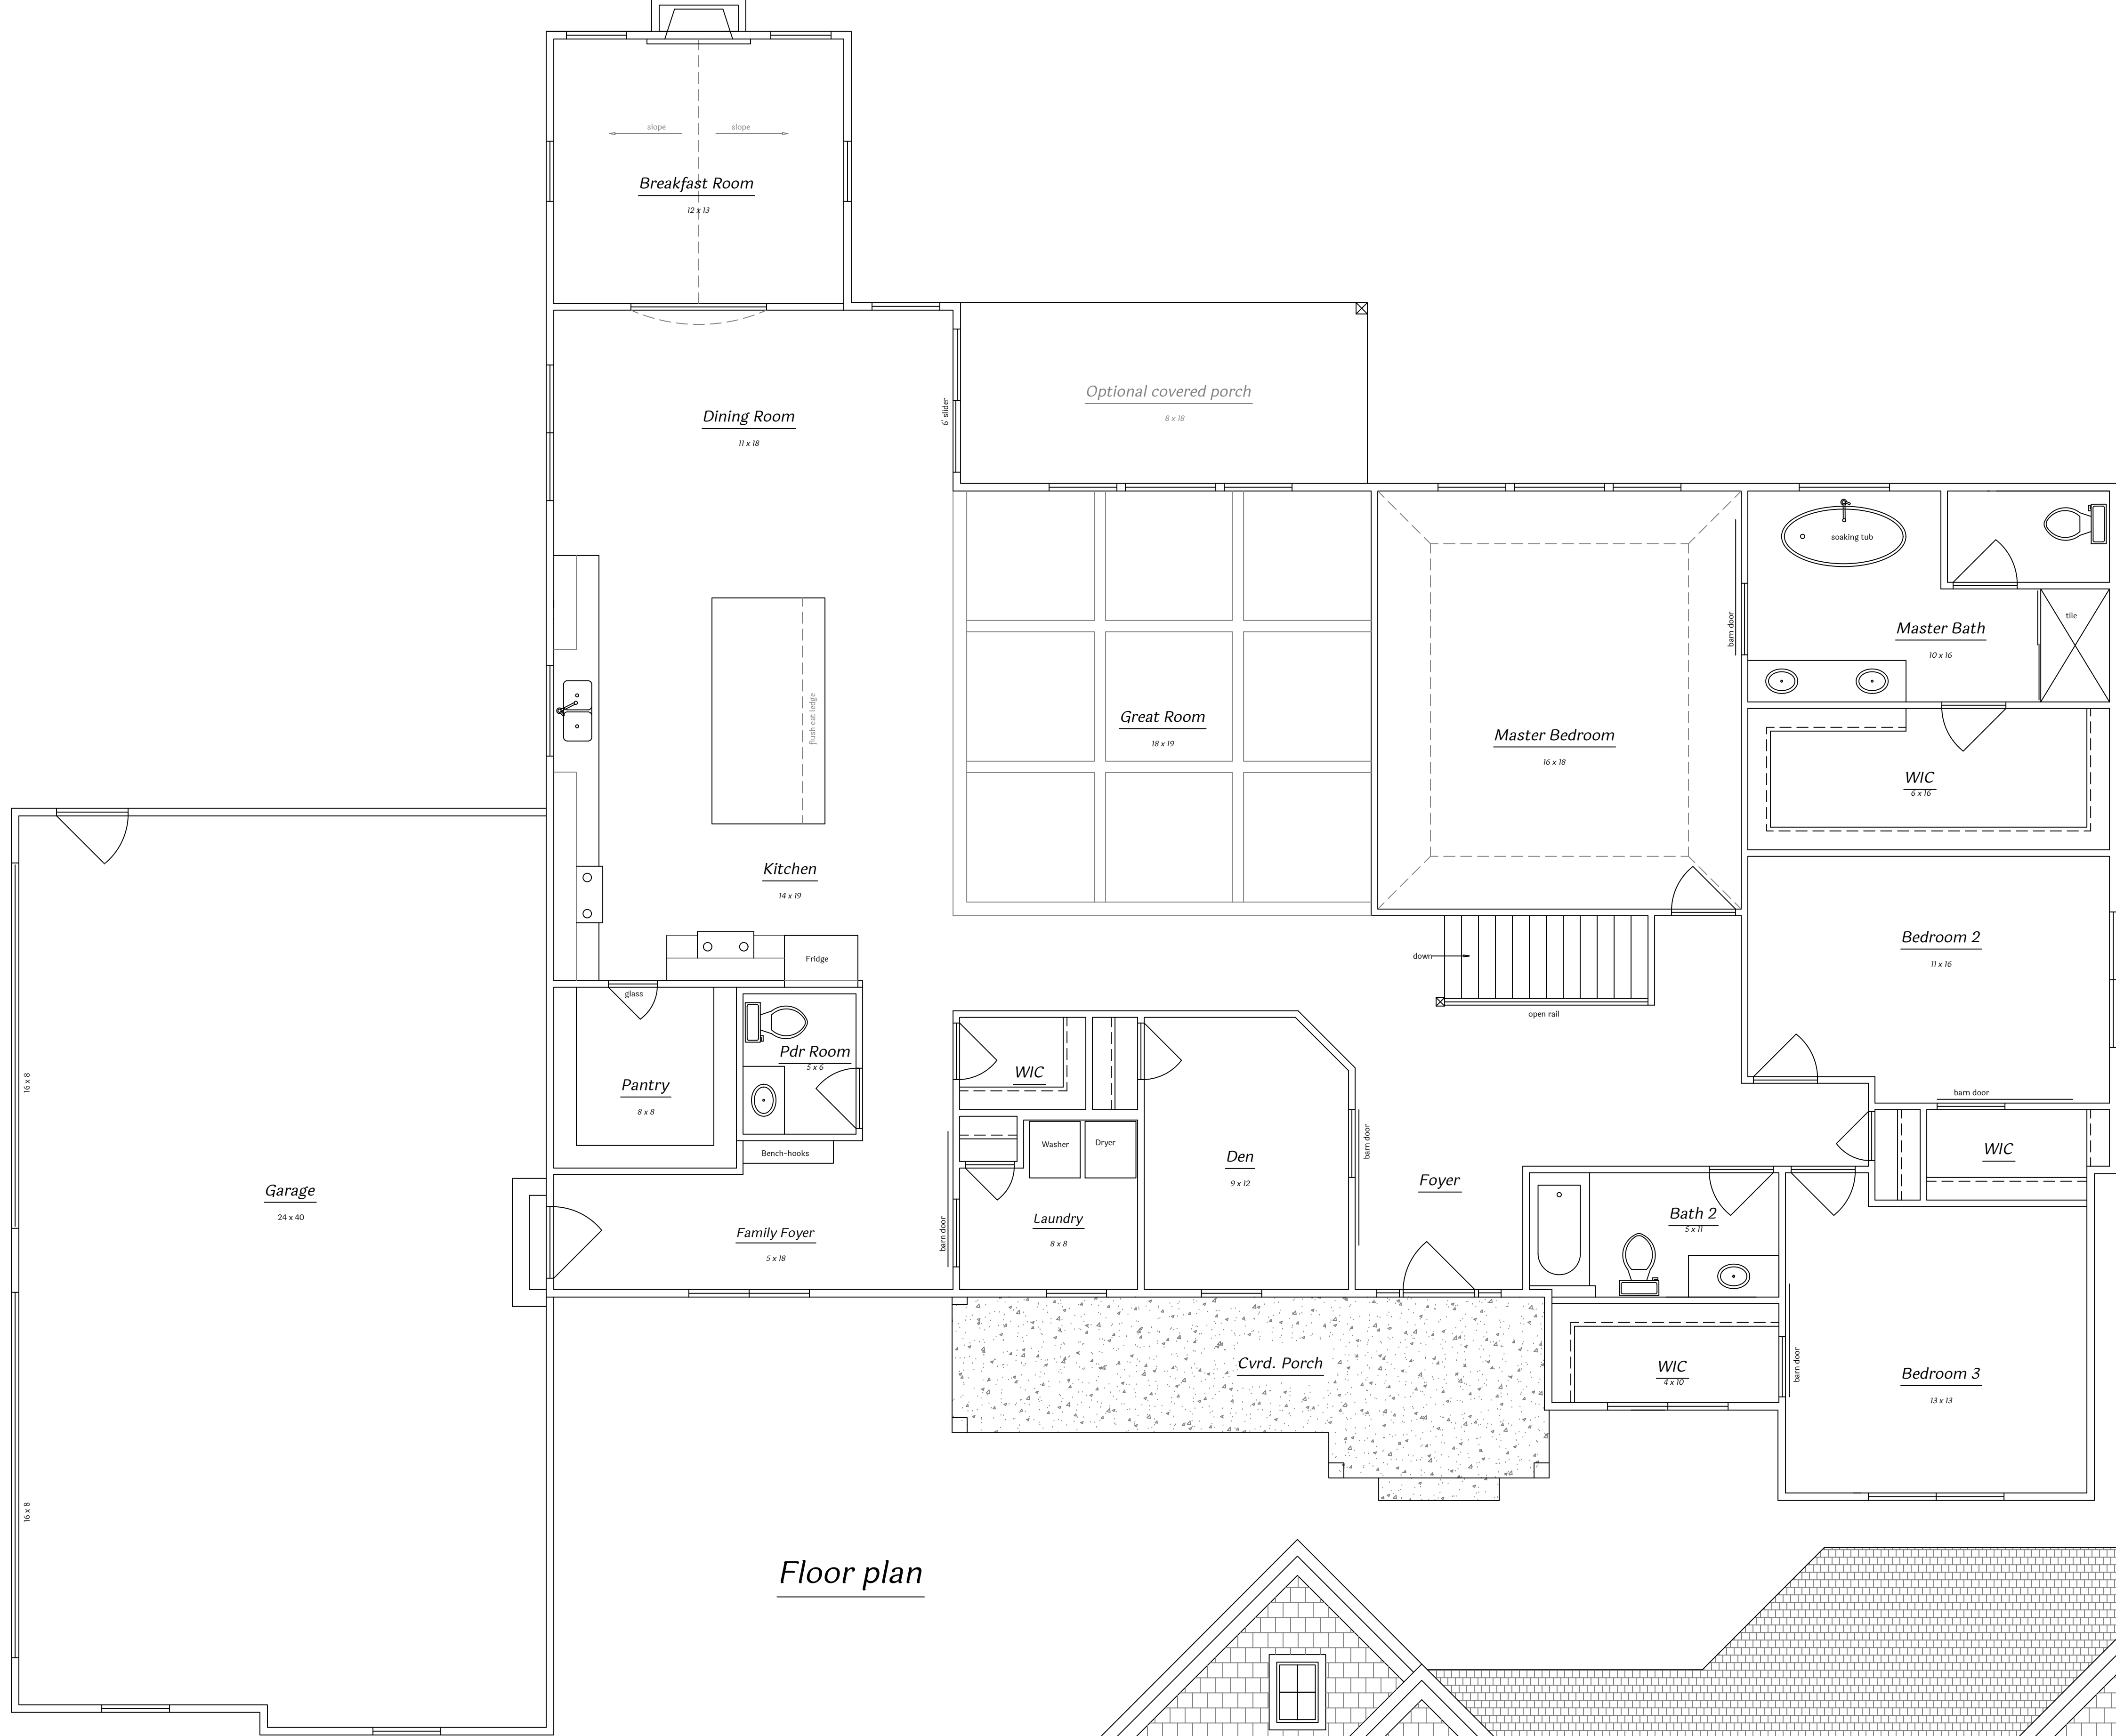 slope
slope
Breakfast Room
12 x 13
Dining Room
11 x 18
6' slider
Optional covered porch
8 x 18
soaking tub
tile
barn door
Master Bath
10 x 16
flush eat ledge
Great Room
18 x 19
Master Bedroom
16 x 18
WIC
6 x 16
Kitchen
14 x 19
Fridge
Bedroom 2
11 x 16
down
open rail
glass
Pdr Room
5 x 6
Pantry
8 x 8
WIC
16 x 8
barn door
Bench-hooks
Washer
Dryer
Den
9 x 12
barn door
WIC
Foyer
Garage
24 x 40
Family Foyer
5 x 18
barn door
Laundry
8 x 8
Bath 2
5 x 11
Cvrd. Porch
WIC
4 x 10
barn door
Bedroom 3
13 x 13
16 x 8
Floor plan